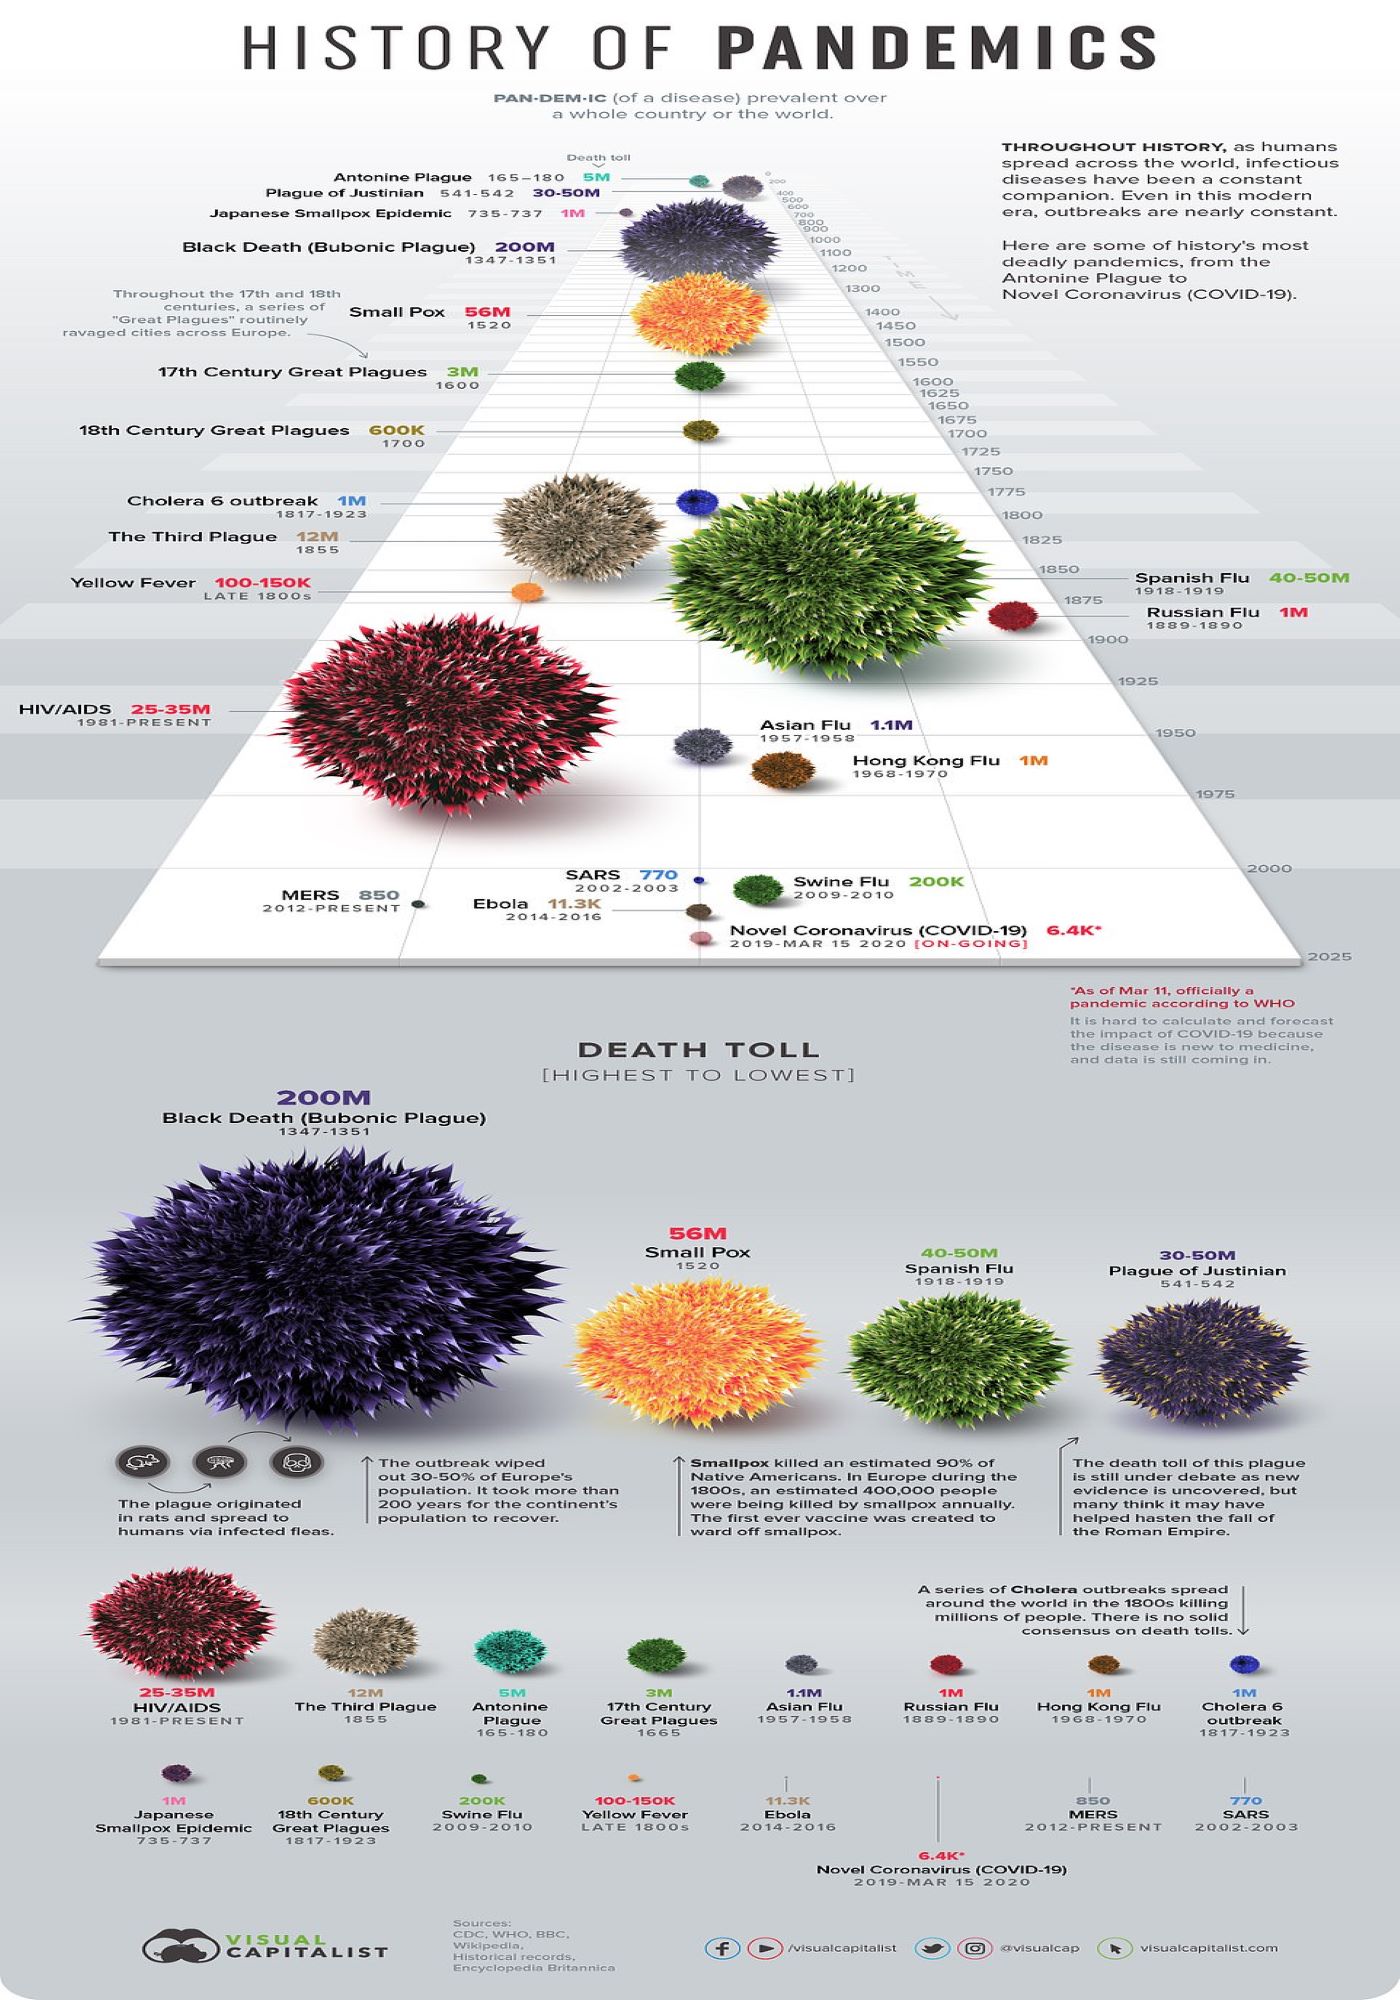 HISTORY OF PANDEMICS
PAN·DEM·IC (of a disease) prevalent over
a whole country or the world.
THROUGHOUT HISTORY, as humans
spread across the world, infectious
diseases have been a constant
companion. Even in this modern
era, outbreaks are nearly constant.
Here are some of history's most
deadly pandemics, from the
Antonine Plague to
Novel Coronavirus (COVID-19).
Death toll
Antonine Plague 165-180 5M
Plague of Justinian 541-542 30-50M
Japanese Smallpox Epidemic 735-737 1M
Black Death (Bubonic Plague) 200M
1347-1351
Throughout the 17th and 18th
centuries, a series of
"Great Plagues" routinely
ravaged cities across Europe.
Small Pox 56M
1520
17th Century Great Plagues 3M
1600
18th Century Great Plagues 600K
1700
Cholera 6 outbreak 1M
1817-1923
The Third Plague 12M
1855
Yellow Fever 100-150K
LATE 1800s
Spanish Flu 40-50M
1918-1919
Russian Flu 1M
1889-1890
HIV/AIDS 25-35M
1981-PRESENT
Asian Flu 1.1M
1957-1958
Hong Kong Flu 1M
1968-1970
SARS 770
2002-2003
Swine Flu 200K
2009-2010
MERS 850
2012-PRESENT
Ebola 11.3K
2014-2016
Novel Coronavirus (COVID-19) 6.4K*
2019-MAR 15 2020 [ON-GOING]
0
200
400
500
600
700
800
900
1000
1100
1200
1300
1400
1450
1500
1550
1600
1625
1650
1675
1700
1725
1750
1775
1800
1825
1850
1875
1900
1925
1950
1975
2000
2025
TIME
*As of Mar 11, officially a
pandemic according to WHO
It is hard to calculate and forecast
the impact of COVID-19 because
the disease is new to medicine,
and data is still coming in.
DEATH TOLL
[HIGHEST TO LOWEST]
200M
Black Death (Bubonic Plague)
1347-1351
56M
Small Pox
1520
40-50M
Spanish Flu
1918-1919
30-50M
Plague of Justinian
541-542
The plague originated
in rats and spread to
humans via infected fleas.
The outbreak wiped
out 30-50% of Europe's
population. It took more than
200 years for the continent's
population to recover.
Smallpox killed an estimated 90% of
Native Americans. In Europe during the
1800s, an estimated 400,000 people
were being killed by smallpox annually.
The first ever vaccine was created to
ward off smallpox.
The death toll of this plague
is still under debate as new
evidence is uncovered, but
many think it may have
helped hasten the fall of
the Roman Empire.
A series of Cholera outbreaks spread
around the world in the 1800s killing
millions of people. There is no solid
consensus on death tolls.
25-35M
HIV/AIDS
1981-PRESENT
12M
The Third Plague
1855
5M
Antonine
Plague
165-180
3M
17th Century
Great Plagues
1665
1.1M
Asian Flu
1957-1958
1M
Russian Flu
1889-1890
1M
Hong Kong Flu
1968-1970
1M
Cholera 6
outbreak
1817-1923
1M
Japanese
Smallpox Epidemic
735-737
600K
18th Century
Great Plagues
1817-1923
200K
Swine Flu
2009-2010
100-150K
Yellow Fever
LATE 1800s
11.3K
Ebola
2014-2016
6.4K*
Novel Coronavirus (COVID-19)
2019-MAR 15 2020
850
MERS
2012-PRESENT
770
SARS
2002-2003
VISUAL
CAPITALIST
Sources:
CDC, WHO, BBC,
Wikipedia,
Historical records,
Encyclopedia Britannica
/visualcapitalist
@visualcap
visualcapitalist.com